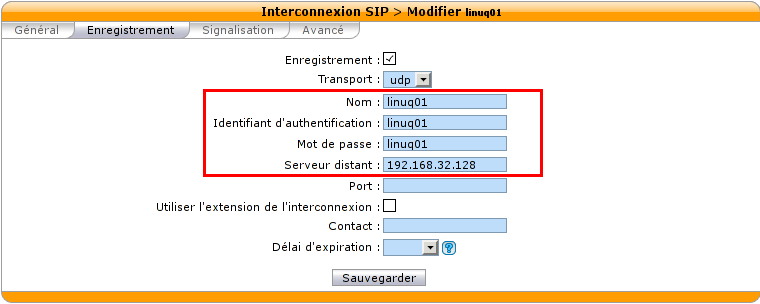 Interconnexion SIP > Modifier linuq01
Général Enregistrement Signalisation Avancé
Enregistrement :
Transport : udp
Nom : linuq01
Identifiant d'authentification : linuq01
Mot de passe : linuq01
Serveur distant : 192.168.32.128
Port :
Utiliser l'extension de l'interconnexion :
Contact :
Délai d'expiration : ?
Sauvegarder